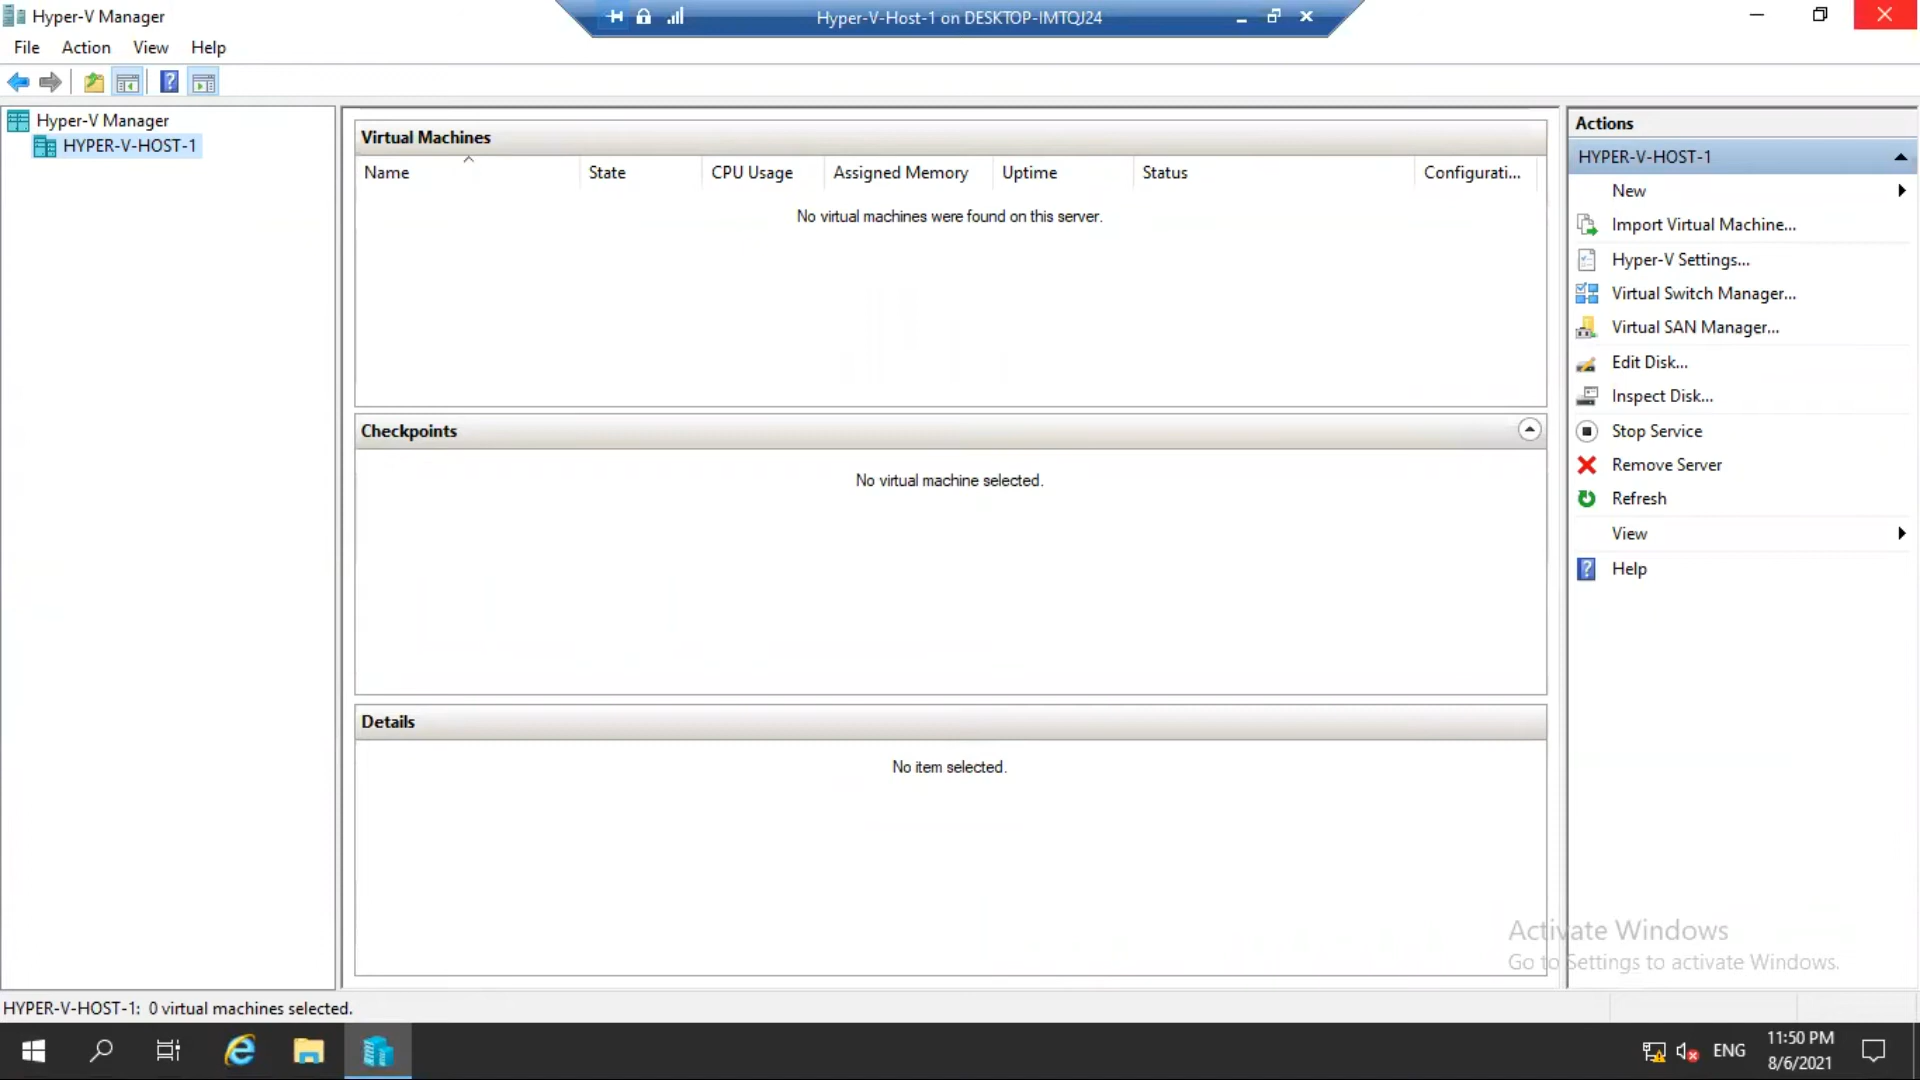 Hyper-V Manager
Hyper-V-Host-1 on DESKTOP-IMTQJ24
File Action View Help
Hyper-V Manager
HYPER-V-HOST-1
Virtual Machines
Name State CPU Usage Assigned Memory Uptime Status Configurati...
No virtual machines were found on this server.
Checkpoints
No virtual machine selected.
Details
No item selected.
Actions
HYPER-V-HOST-1
New
Import Virtual Machine...
Hyper-V Settings...
Virtual Switch Manager...
Virtual SAN Manager...
Edit Disk...
Inspect Disk...
Stop Service
Remove Server
Refresh
View
Help
Activate Windows
Go to Settings to activate Windows.
HYPER-V-HOST-1: 0 virtual machines selected.
ENG
11:50 PM
8/6/2021